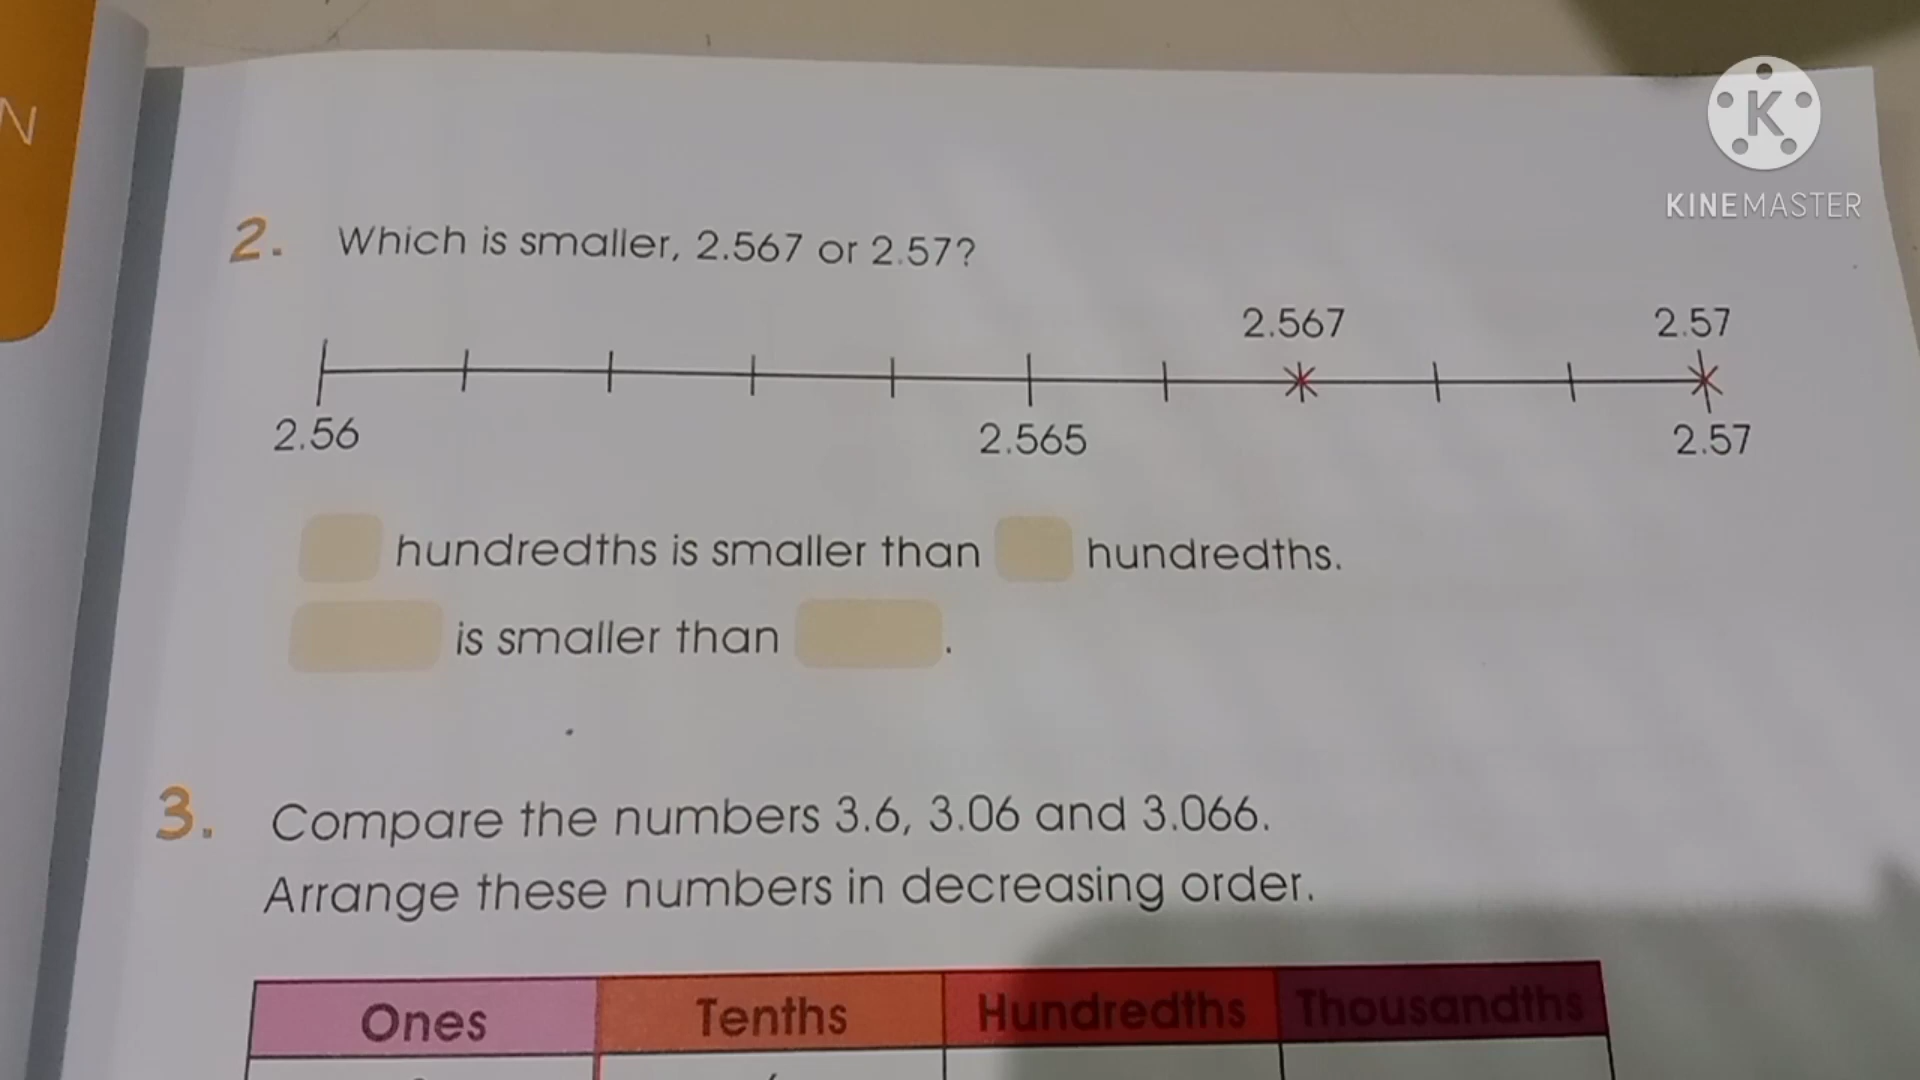 N
K
KINEMASTER
2. Which is smaller, 2.567 or 2.57?
2.567 2.57
2.56 2.565 2.57
hundredths is smaller than hundredths.
is smaller than .
3. Compare the numbers 3.6, 3.06 and 3.066.
Arrange these numbers in decreasing order.
Ones Tenths Hundredths Thousandths